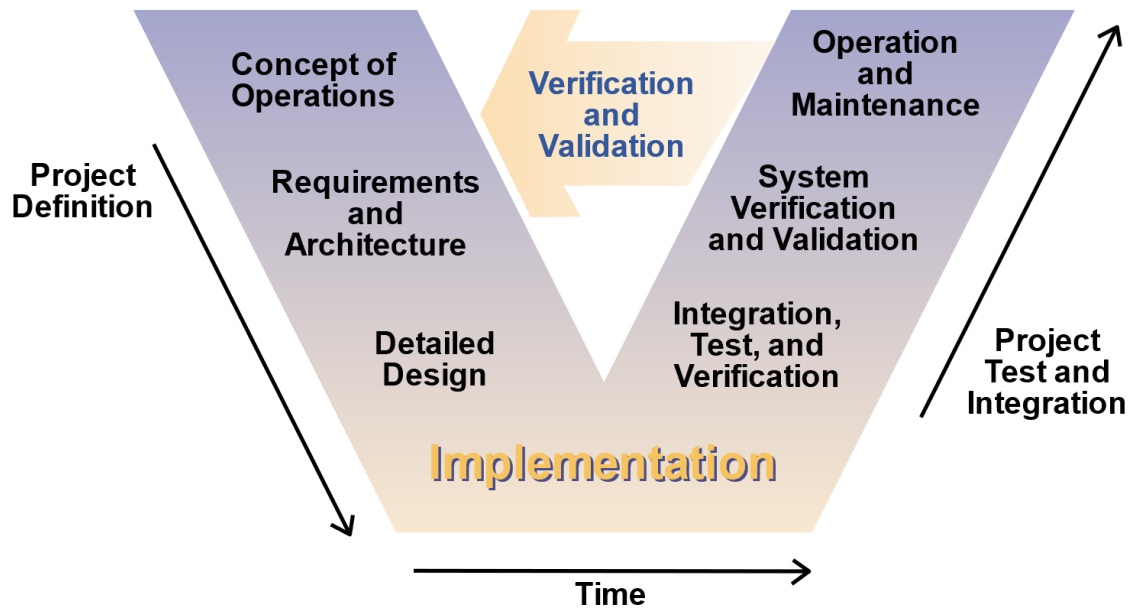 Concept of
Operations
Verification
and
Validation
Operation
and
Maintenance
Project
Definition
Requirements
and
Architecture
System
Verification
and Validation
Detailed
Design
Integration,
Test, and
Verification
Project
Test and
Integration
Implementation
Time